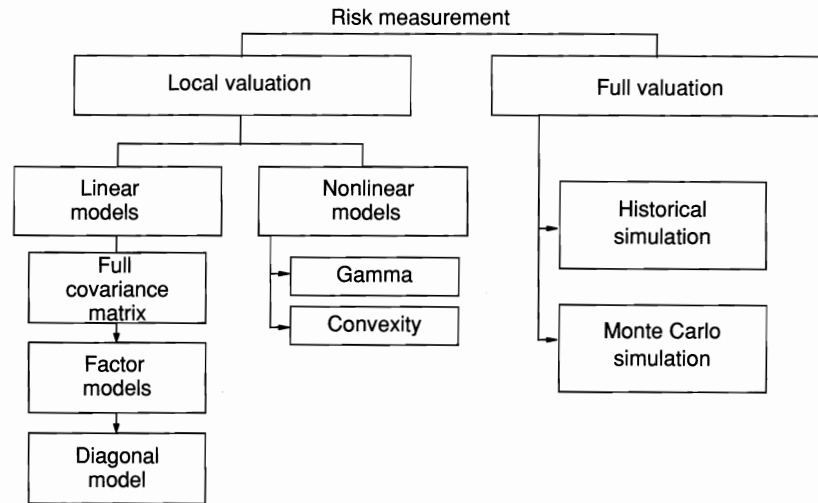 Risk measurement
Local valuation
Full valuation
Linear
models
Nonlinear
models
Full
covariance
matrix
Gamma
Convexity
Factor
models
Diagonal
model
Historical
simulation
Monte Carlo
simulation